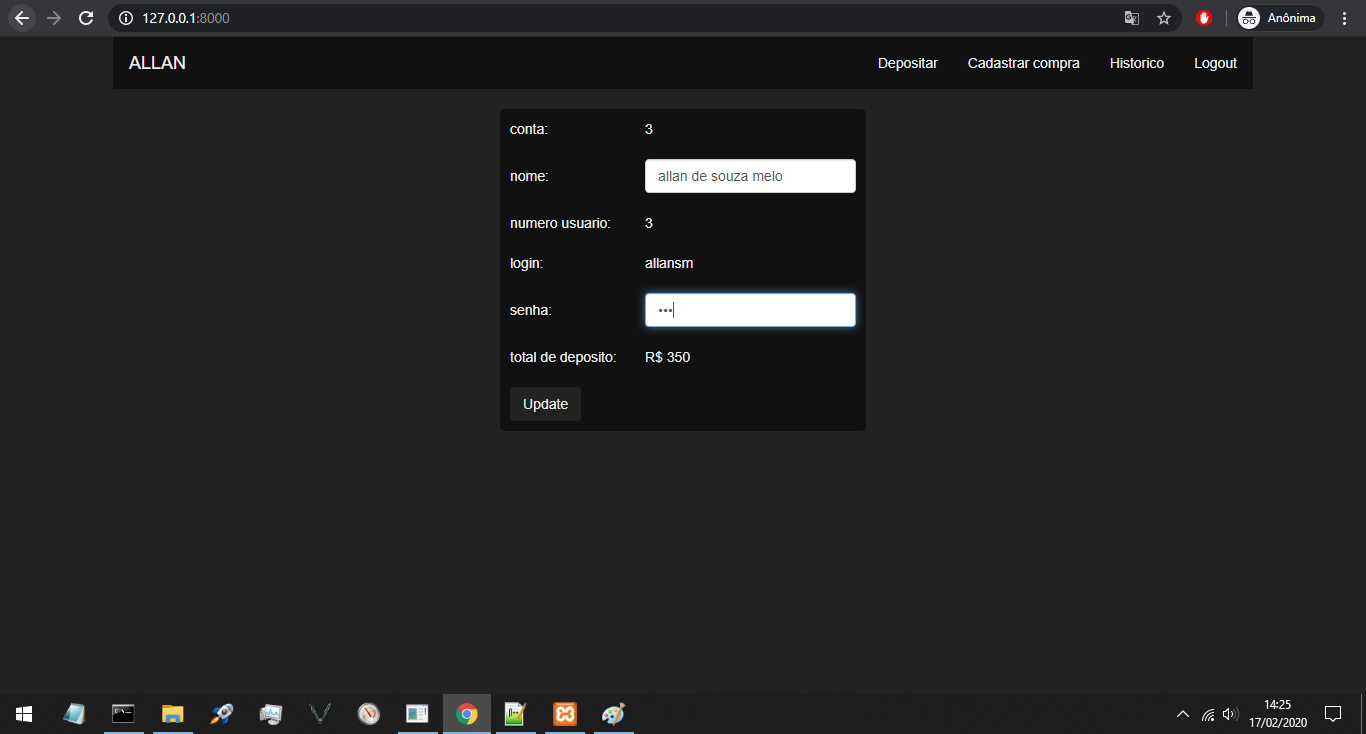 127.0.0.1:8000
Anônima
ALLAN
Depositar Cadastrar compra Historico Logout
conta: 3
nome: allan de souza melo
numero usuario: 3
login: allansm
senha: •••
total de deposito: R$ 350
Update
14:25
17/02/2020